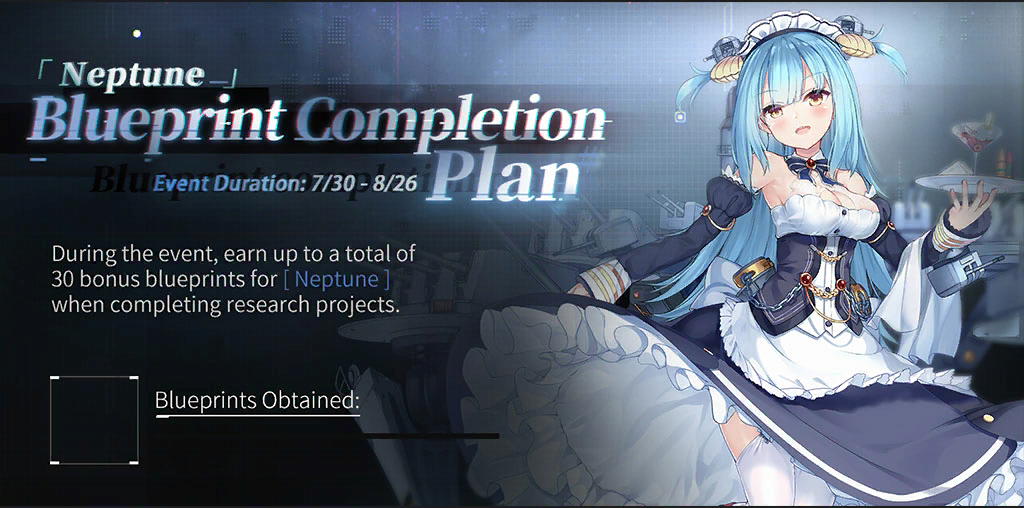 「Neptune」
Blueprint Completion
Plan
Event Duration: 7/30 - 8/26
During the event, earn up to a total of
30 bonus blueprints for [ Neptune ]
when completing research projects.
Blueprints Obtained: